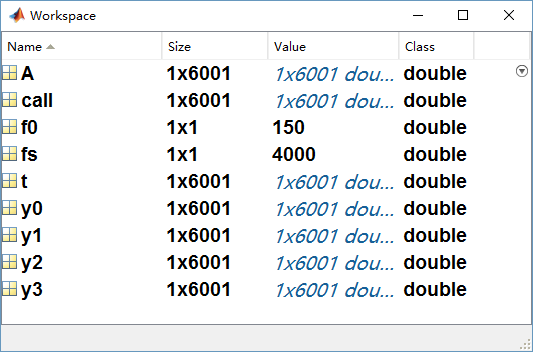 Workspace
Name Size Value Class
A 1x6001 1x6001 dou... double
call 1x6001 1x6001 dou... double
f0 1x1 150 double
fs 1x1 4000 double
t 1x6001 1x6001 dou... double
y0 1x6001 1x6001 dou... double
y1 1x6001 1x6001 dou... double
y2 1x6001 1x6001 dou... double
y3 1x6001 1x6001 dou... double